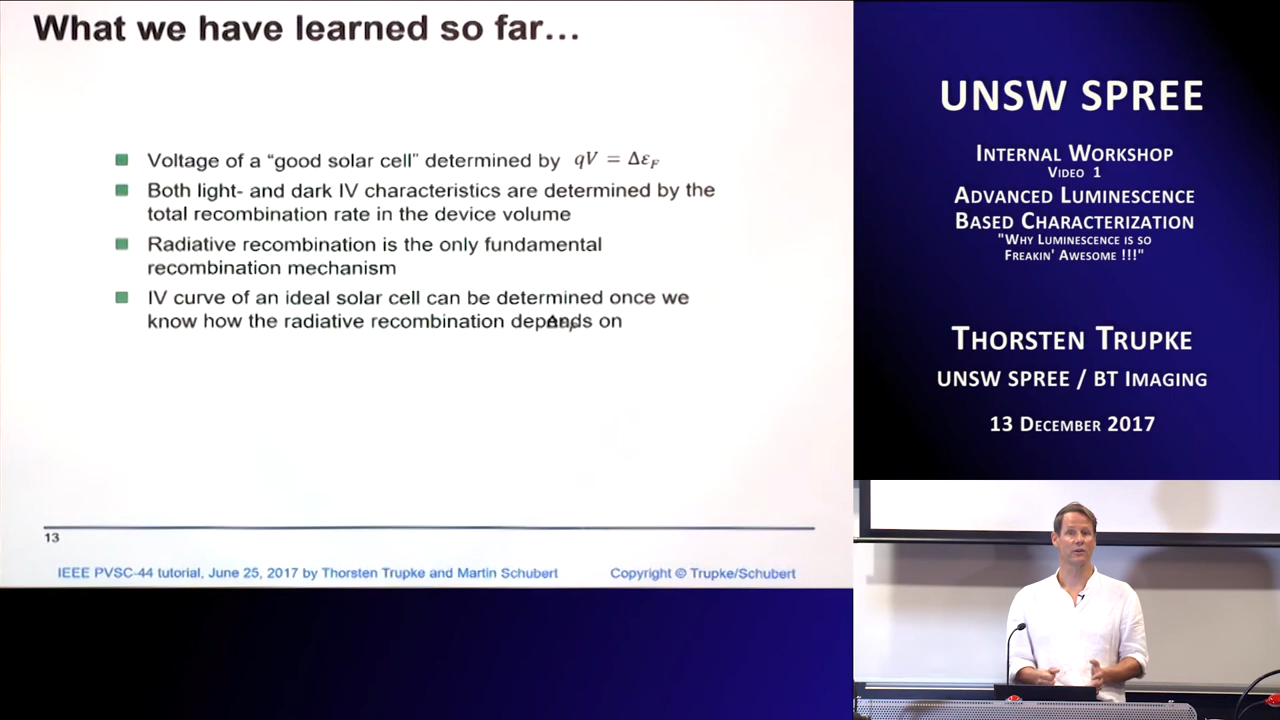 What we have learned so far...
Voltage of a “good solar cell” determined by qV = Δε_F
Both light- and dark IV characteristics are determined by the
total recombination rate in the device volume
Radiative recombination is the only fundamental
recombination mechanism
IV curve of an ideal solar cell can be determined once we
know how the radiative recombination depends on
13
IEEE PVSC-44 tutorial, June 25, 2017 by Thorsten Trupke and Martin Schubert
Copyright © Trupke/Schubert
UNSW SPREE
INTERNAL WORKSHOP
VIDEO 1
ADVANCED LUMINESCENCE
BASED CHARACTERIZATION
"WHY LUMINESCENCE IS SO
FREAKIN' AWESOME !!!"
THORSTEN TRUPKE
UNSW SPREE / BT IMAGING
13 DECEMBER 2017